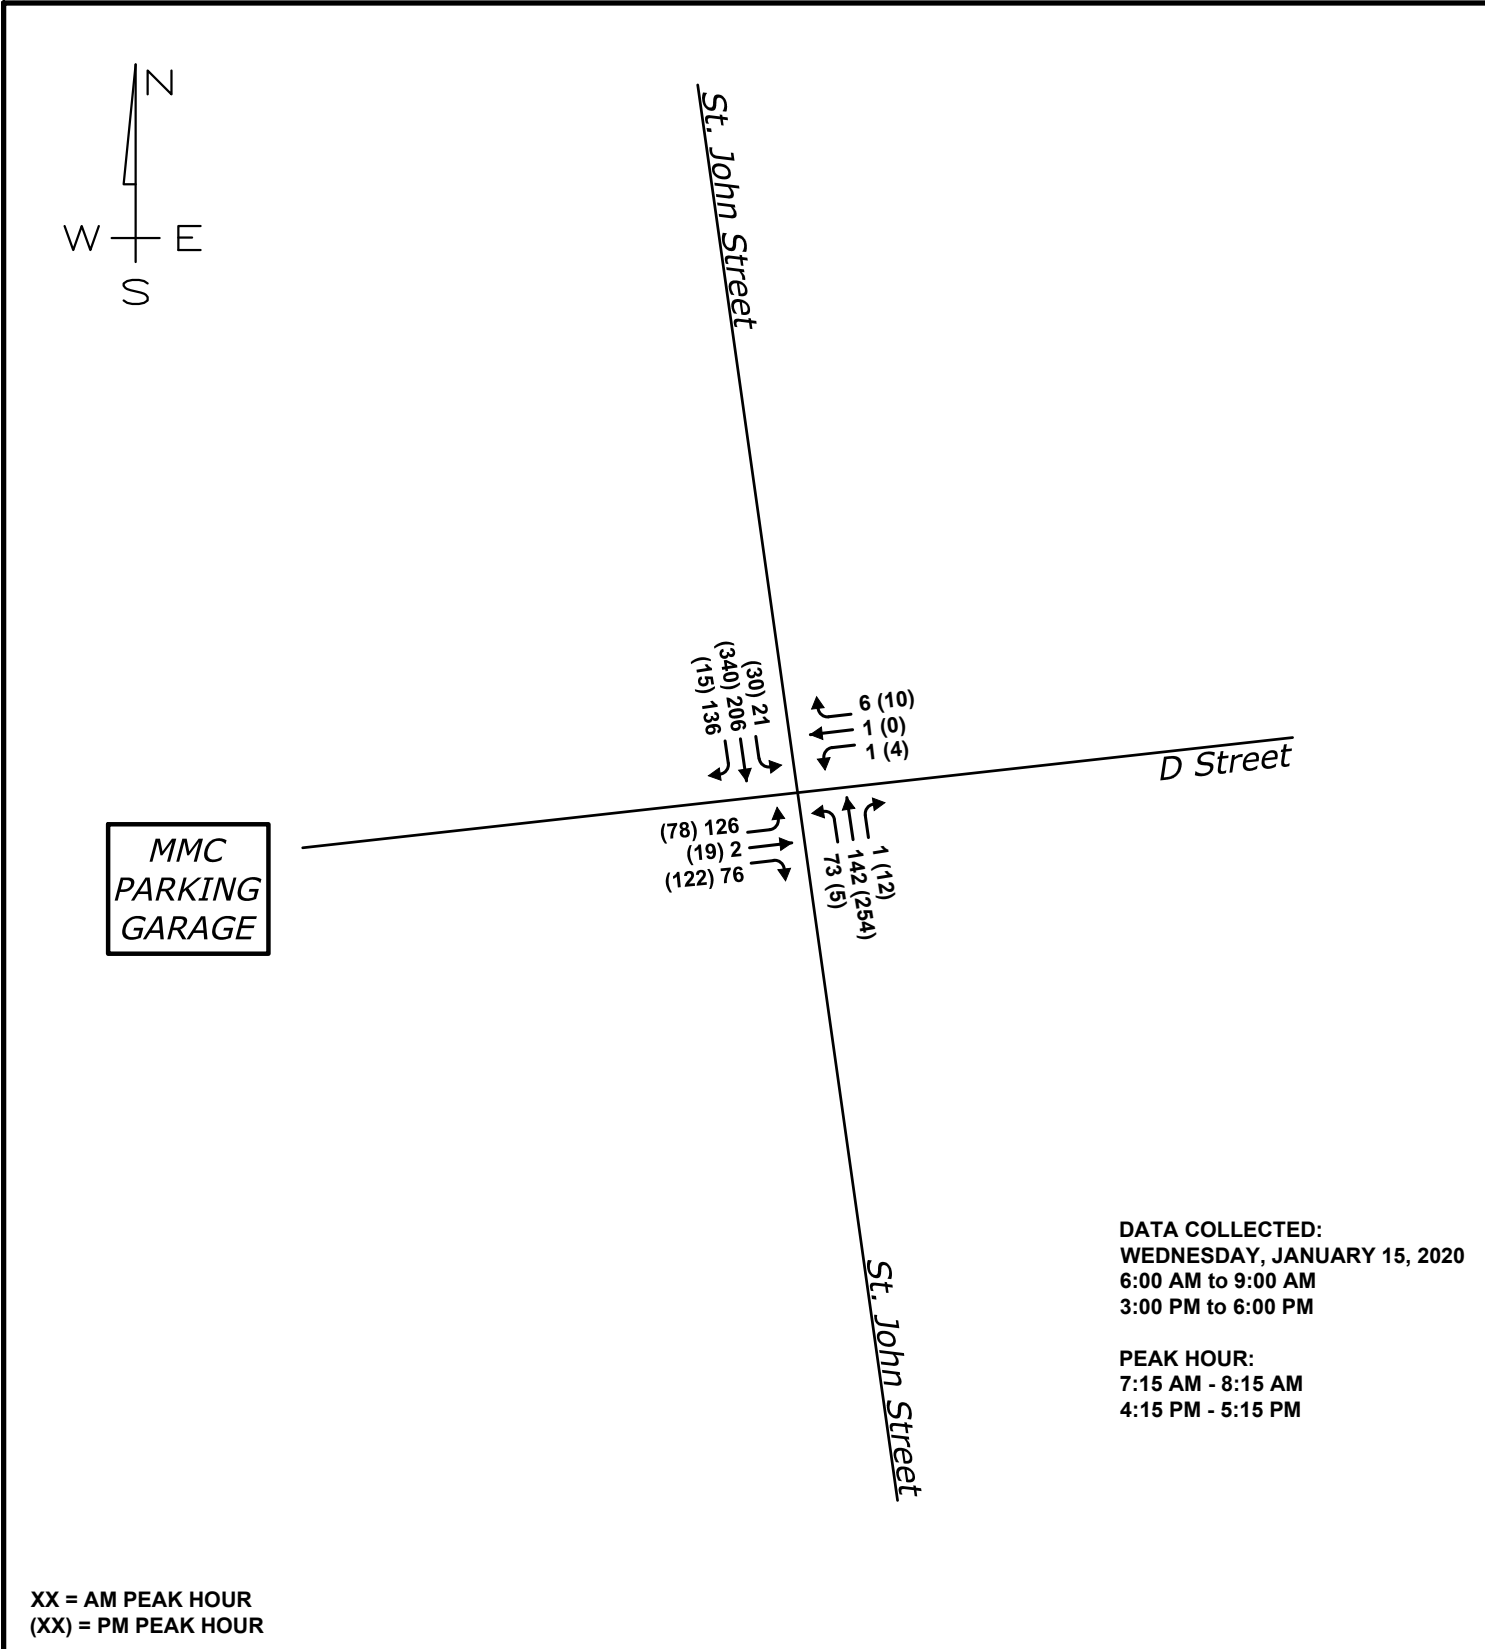 N
W E
S
St. John Street
(30) 21
(340) 206
(15) 136
6 (10)
1 (0)
1 (4)
D Street
(78) 126
(19) 2
(122) 76
1 (12)
142 (254)
73 (5)
MMC
PARKING
GARAGE
St. John Street
DATA COLLECTED:
WEDNESDAY, JANUARY 15, 2020
6:00 AM to 9:00 AM
3:00 PM to 6:00 PM
PEAK HOUR:
7:15 AM - 8:15 AM
4:15 PM - 5:15 PM
XX = AM PEAK HOUR
(XX) = PM PEAK HOUR